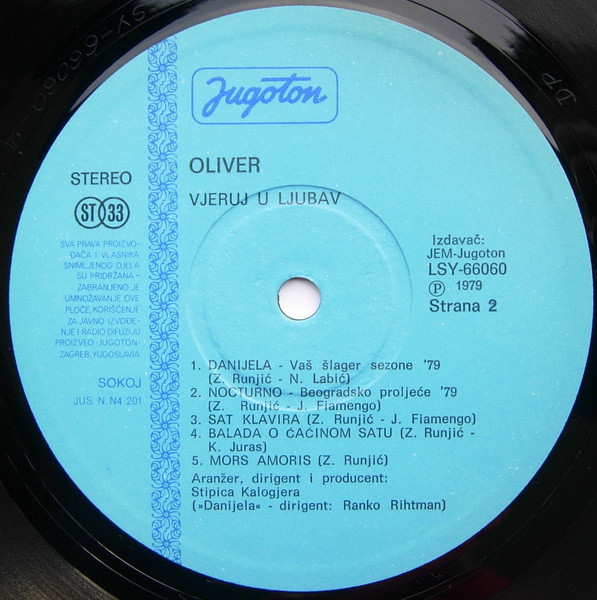 Jugoton
OLIVER
VJERUJ U LJUBAV
STEREO
ST 33
SVA PRAVA PROIZVO-
ĐAČA I VLASNIKA
SNIMLJENOG DJELA
SU PRIDRŽANA -
ZABRANJENO JE
UMNOŽAVANJE OVE
PLOČE, KORIŠĆENJE
ZA JAVNO IZVOĐE-
NJE I RADIO DIFUZIJU
PROIZVEO -JUGOTON-
ZAGREB, YUGOSLAVIA
SOKOJ
JUS. N. N4 201
Izdavač:
JEM-Jugoton
LSY-66060
Ⓟ 1979
Strana 2
1. DANIJELA - Vaš šlager sezone '79
(Z. Runjić - N. Labić)
2. NOCTURNO - Beogradsko proljeće '79
(Z. Runjić - J. Fiamengo)
3. SAT KLAVIRA (Z. Runjić - J. Fiamengo)
4. BALADA O ĆAĆINOM SATU (Z. Runjić -
K. Juras)
5. MORS AMORIS (Z. Runjić)
Aranžer, dirigent i producent:
Stipica Kalogjera
(»Danijela« - dirigent: Ranko Rihtman)